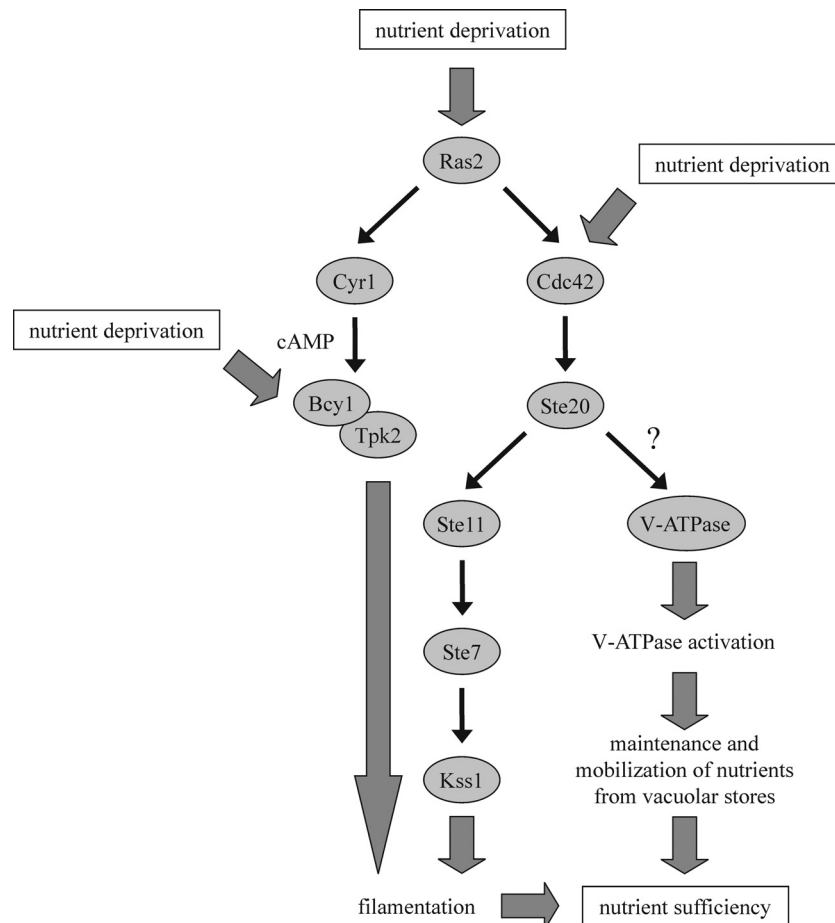 nutrient deprivation
Ras2
nutrient deprivation
Cyr1
Cdc42
nutrient deprivation
cAMP
Bcy1
Tpk2
Ste20
?
Ste11
V-ATPase
Ste7
V-ATPase activation
maintenance and
mobilization of nutrients
from vacuolar stores
Kss1
filamentation
nutrient sufficiency